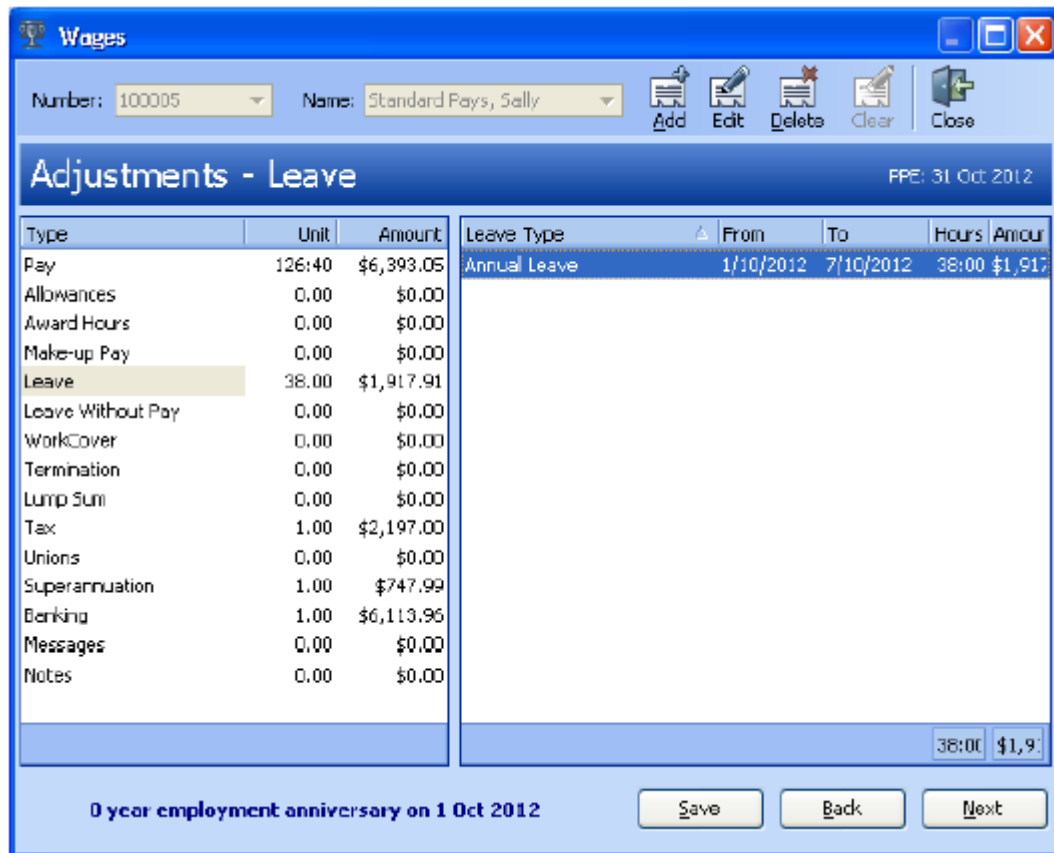 Wages
Number: 100005 Name: Standard Pays, Sally Add Edit Delete Clear Close
Adjustments - Leave PPE: 31 Oct 2012
Type Unit Amount Leave Type From To Hours Amour
Pay 126:40 $6,393.05 Annual Leave 1/10/2012 7/10/2012 38:00 $1,917
Allowances 0.00 $0.00
Award Hours 0.00 $0.00
Make-up Pay 0.00 $0.00
Leave 38.00 $1,917.91
Leave Without Pay 0.00 $0.00
WorkCover 0.00 $0.00
Termination 0.00 $0.00
Lump Sum 0.00 $0.00
Tax 1.00 $2,197.00
Unions 0.00 $0.00
Superannuation 1.00 $747.99
Banking 1.00 $6,113.96
Messages 0.00 $0.00
Notes 0.00 $0.00
38:00 $1,9
0 year employment anniversary on 1 Oct 2012 Save Back Next